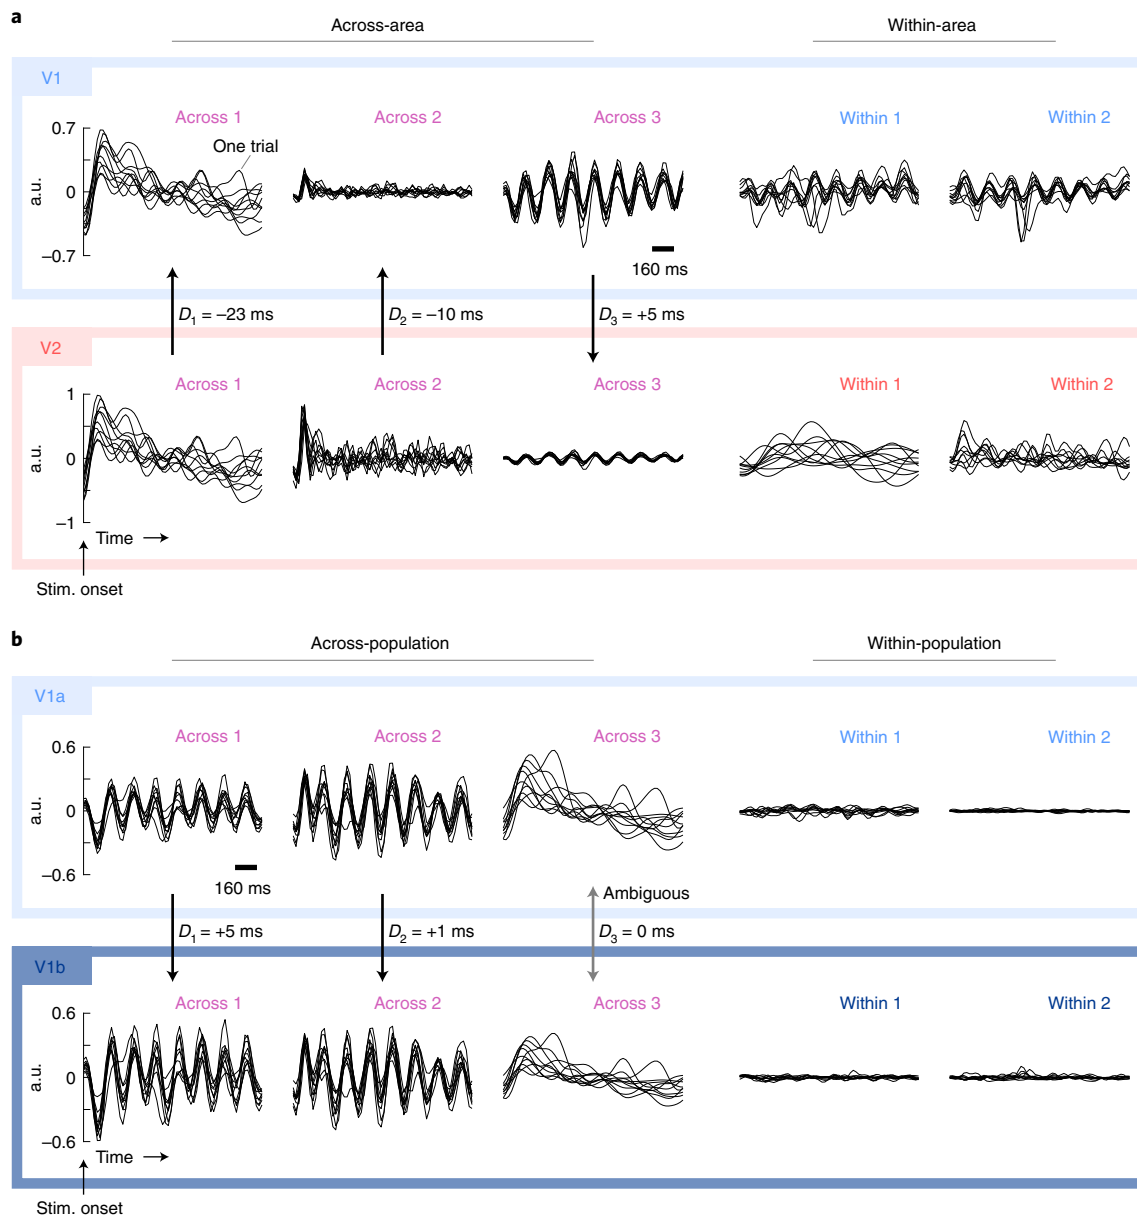 a
Across-area
Within-area
V1
Across 1
Across 2
Across 3
Within 1
Within 2
0.7
One trial
a.u.
0
–0.7
160 ms
D1 = –23 ms
D2 = –10 ms
D3 = +5 ms
V2
Across 1
Across 2
Across 3
Within 1
Within 2
1
a.u.
0
–1
Time
Stim. onset
b
Across-population
Within-population
V1a
Across 1
Across 2
Across 3
Within 1
Within 2
0.6
a.u.
0
–0.6
160 ms
Ambiguous
D1 = +5 ms
D2 = +1 ms
D3 = 0 ms
V1b
Across 1
Across 2
Across 3
Within 1
Within 2
0.6
a.u.
0
–0.6
Time
Stim. onset